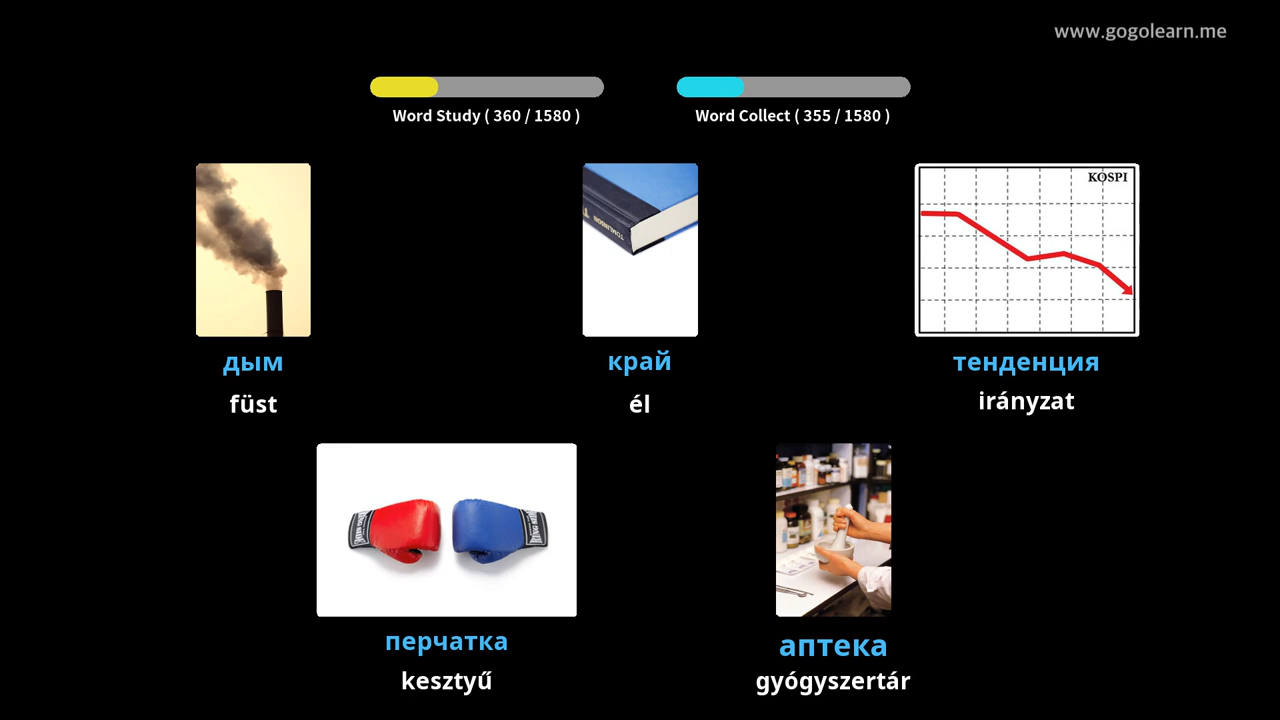 www.gogolearn.me
Word Study ( 360 / 1580 )
Word Collect ( 355 / 1580 )
TOMLINSON
KOSPI
дым
край
тенденция
füst
él
irányzat
перчатка
аптека
kesztyű
gyógyszertár